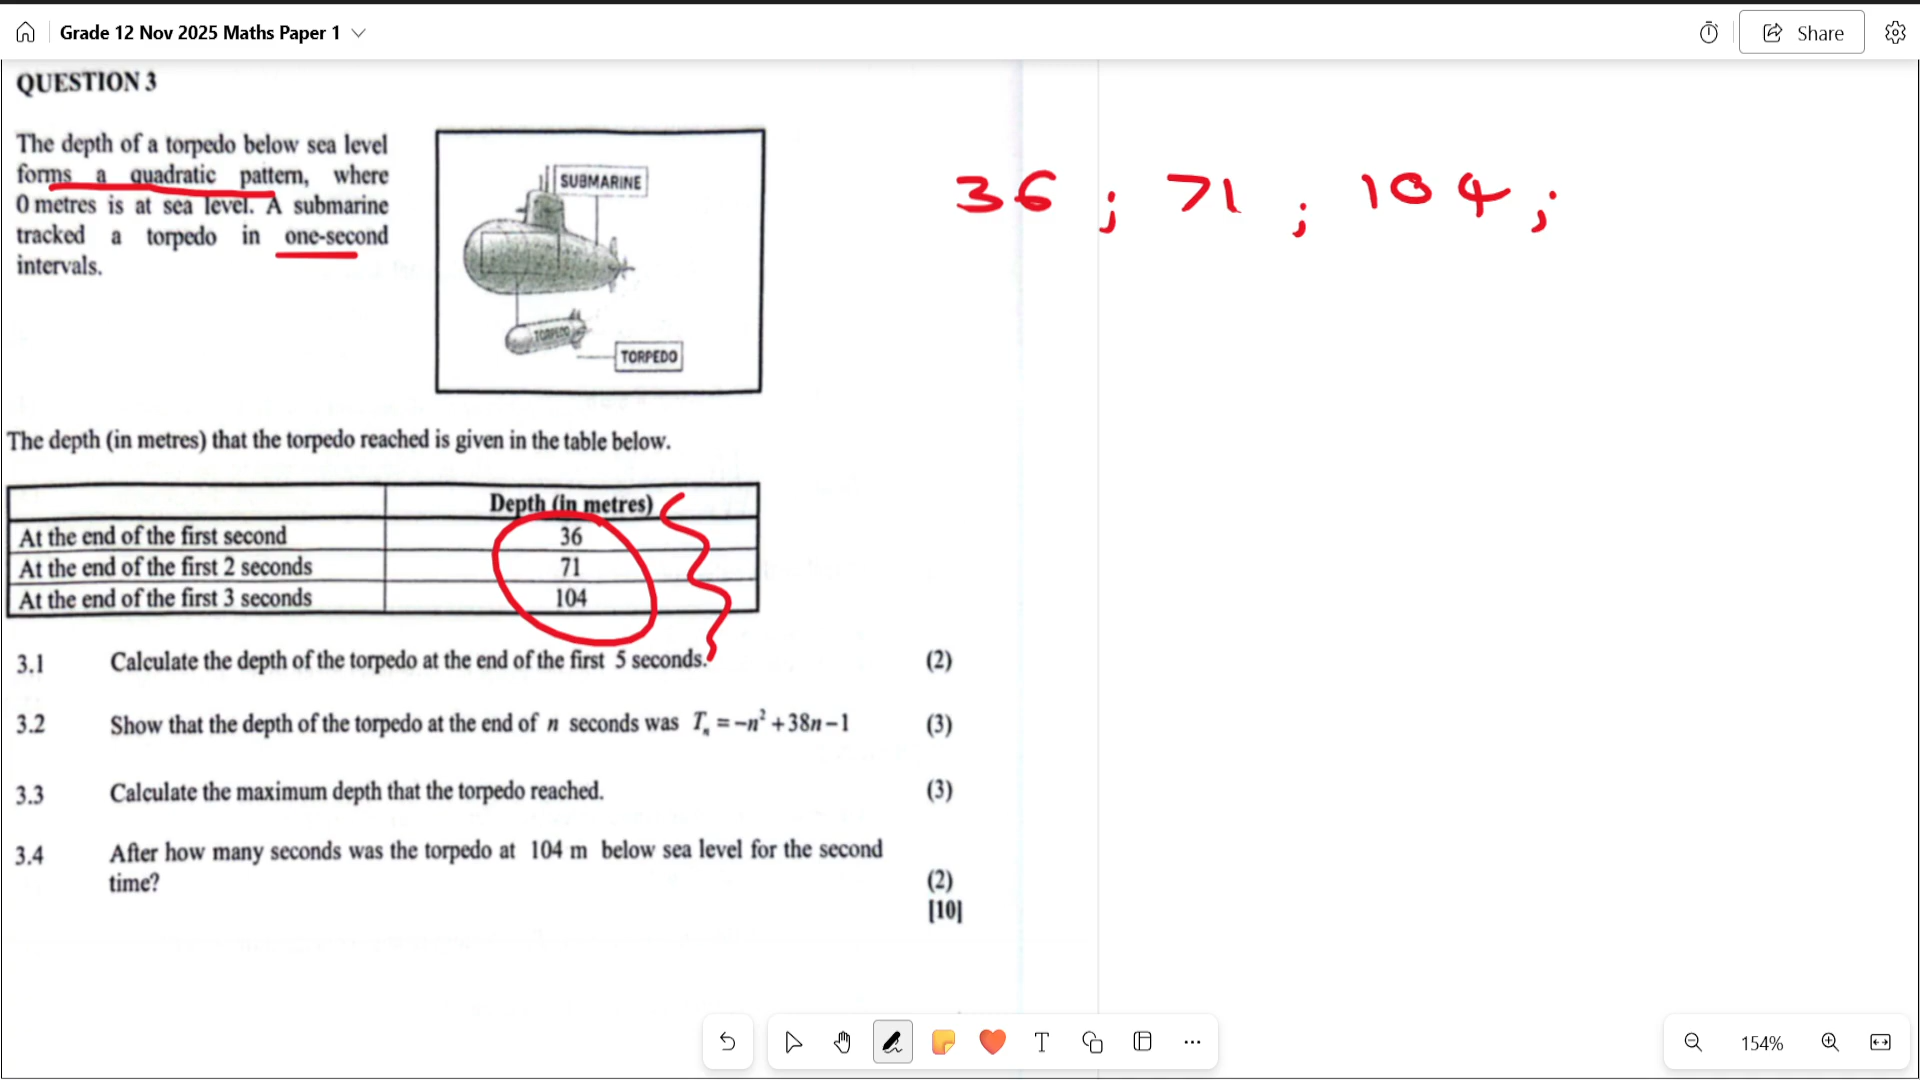 Grade 12 Nov 2025 Maths Paper 1
Share
QUESTION 3
The depth of a torpedo below sea level
forms a quadratic pattern, where
0 metres is at sea level. A submarine
tracked a torpedo in one-second
intervals.
SUBMARINE
TORPEDO
TORPEDO
36 ; 71 ; 104 ;
The depth (in metres) that the torpedo reached is given in the table below.
Depth (in metres)
At the end of the first second 36
At the end of the first 2 seconds 71
At the end of the first 3 seconds 104
3.1 Calculate the depth of the torpedo at the end of the first 5 seconds. (2)
3.2 Show that the depth of the torpedo at the end of n seconds was Tₙ = −n² + 38n − 1 (3)
3.3 Calculate the maximum depth that the torpedo reached. (3)
3.4 After how many seconds was the torpedo at 104 m below sea level for the second
time? (2)
[10]
T
154%